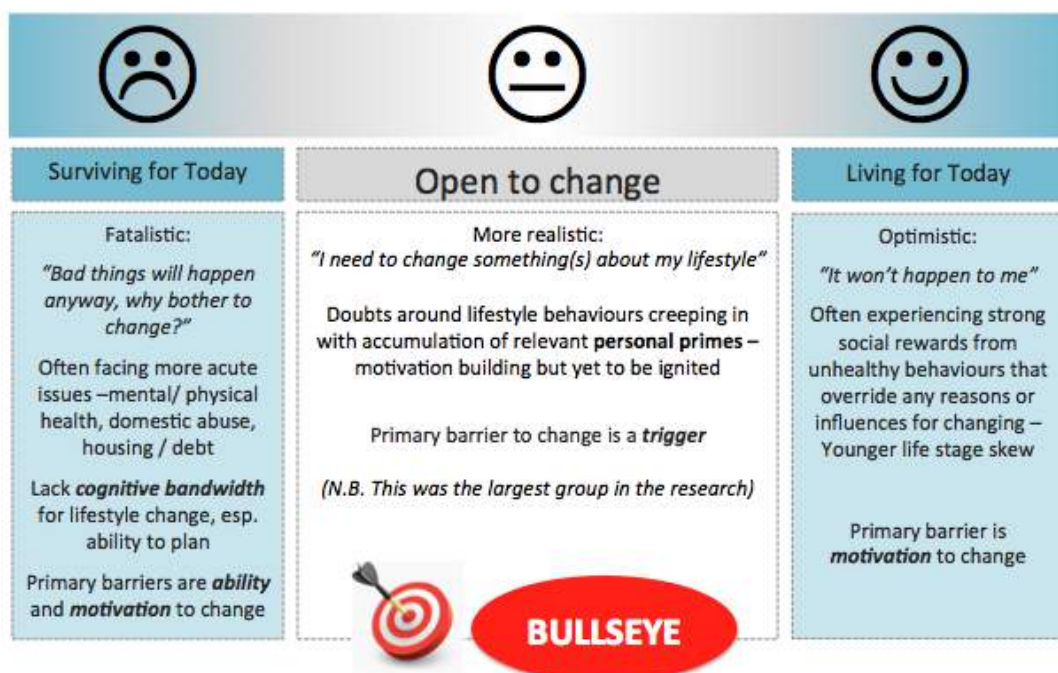 Surviving for Today
Fatalistic:
“Bad things will happen
anyway, why bother to
change?”
Often facing more acute
issues –mental/ physical
health, domestic abuse,
housing / debt
Lack cognitive bandwidth
for lifestyle change, esp.
ability to plan
Primary barriers are ability
and motivation to change
Open to change
More realistic:
“I need to change something(s) about my lifestyle”
Doubts around lifestyle behaviours creeping in
with accumulation of relevant personal primes –
motivation building but yet to be ignited
Primary barrier to change is a trigger
(N.B. This was the largest group in the research)
BULLSEYE
Living for Today
Optimistic:
“It won’t happen to me”
Often experiencing strong
social rewards from
unhealthy behaviours that
override any reasons or
influences for changing –
Younger life stage skew
Primary barrier is
motivation to change